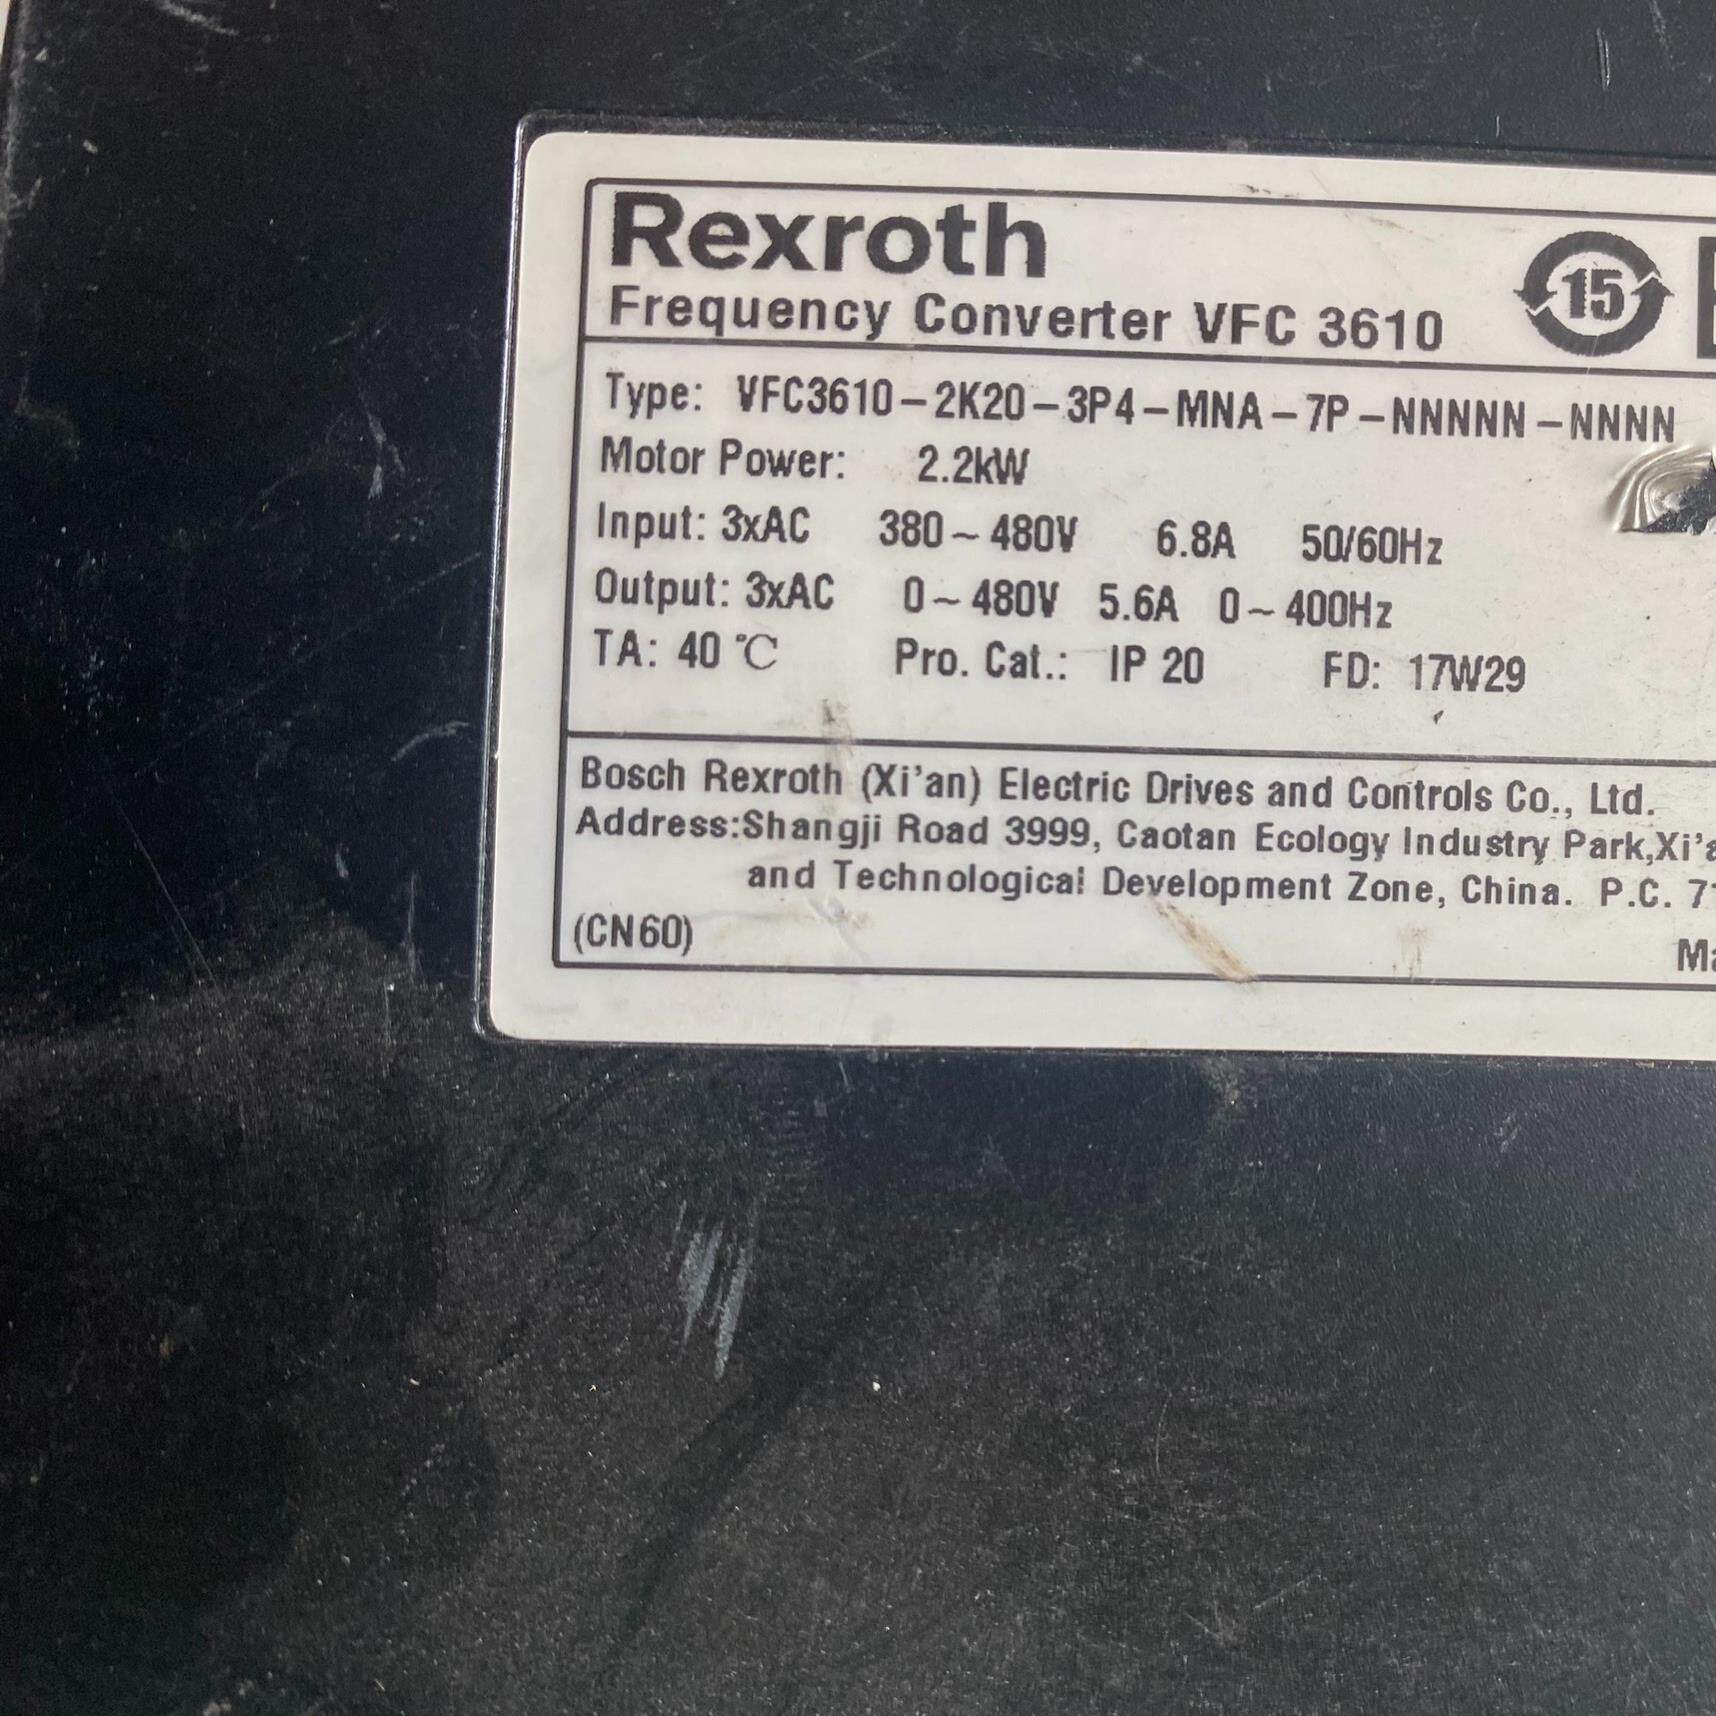 Rexroth
Frequency Converter VFC 3610
15
Type: VFC3610-2K20-3P4-MNA-7P-NNNNN-NNNN
Motor Power: 2.2kW
Input: 3xAC 380~480V 6.8A 50/60Hz
Output: 3xAC 0~480V 5.6A 0~400Hz
TA: 40 ℃ Pro. Cat.: IP 20 FD: 17W29
Bosch Rexroth (Xi'an) Electric Drives and Controls Co., Ltd.
Address:Shangji Road 3999, Caotan Ecology Industry Park,
and Technological Development Zone, China. P.C.
(CN60)